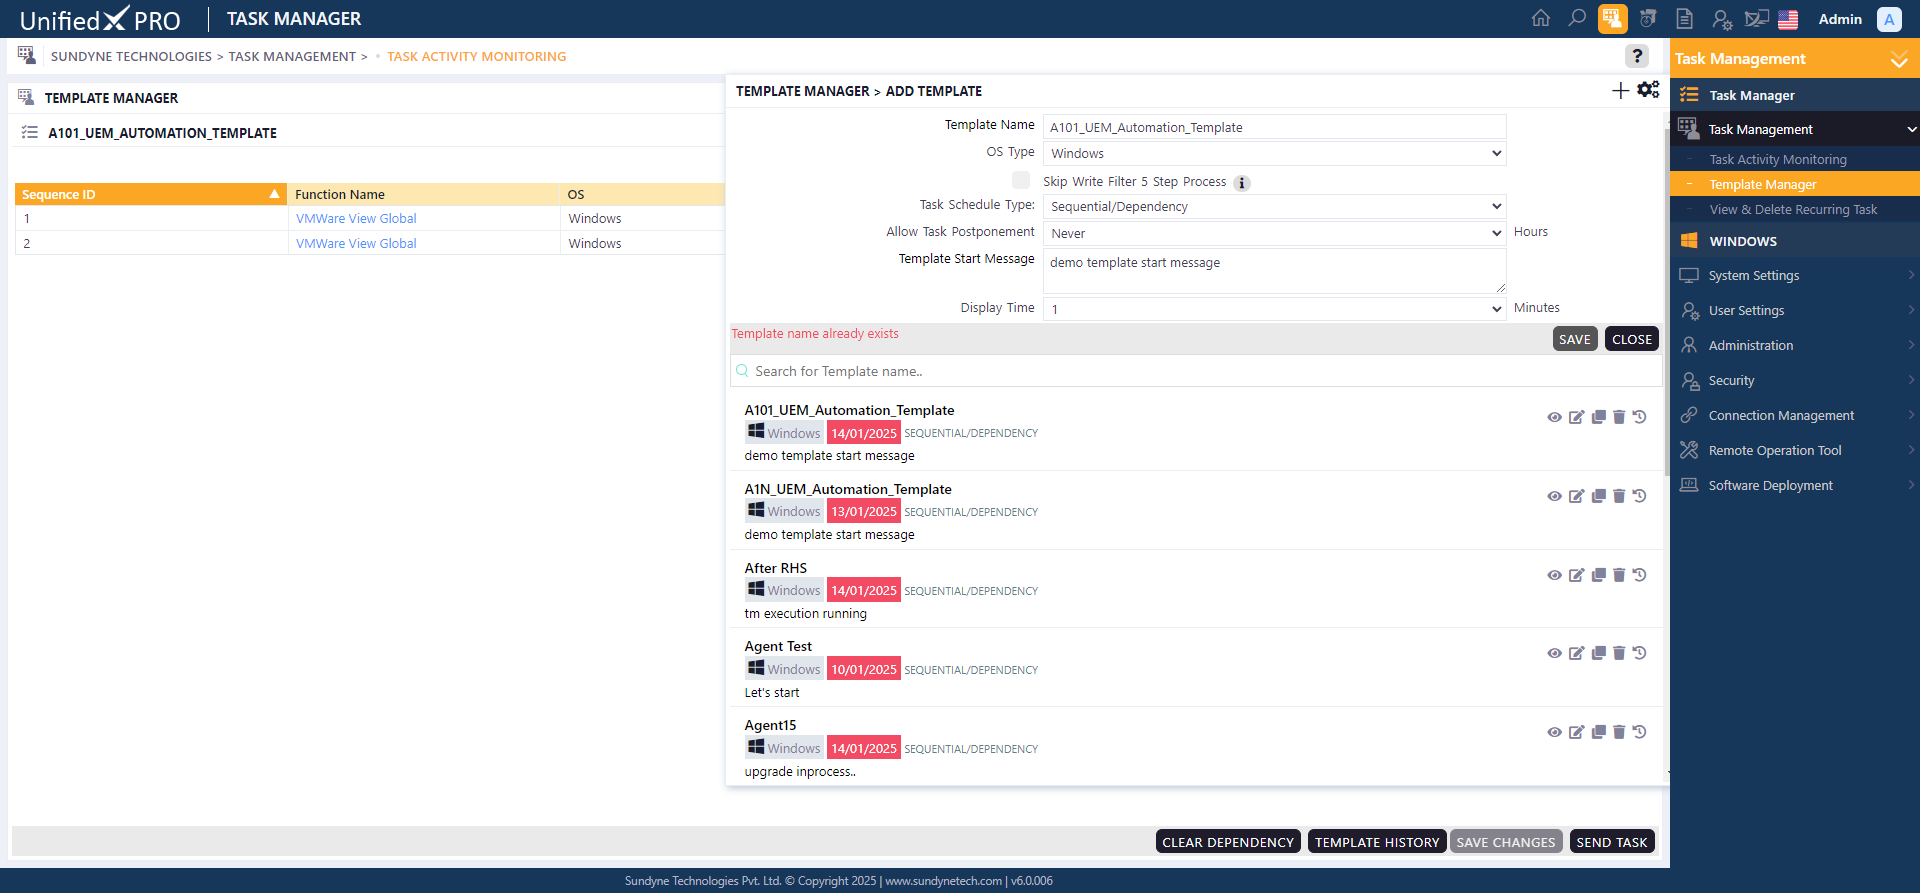 UnifiedX PRO
TASK MANAGER
Admin
A
SUNDYNE TECHNOLOGIES > TASK MANAGEMENT > • TASK ACTIVITY MONITORING
?
TEMPLATE MANAGER
A101_UEM_AUTOMATION_TEMPLATE
Sequence ID Function Name OS
1 VMWare View Global Windows
2 VMWare View Global Windows
TEMPLATE MANAGER > ADD TEMPLATE
Template Name A101_UEM_Automation_Template
OS Type Windows
Skip Write Filter 5 Step Process i
Task Schedule Type: Sequential/Dependency
Allow Task Postponement Never Hours
Template Start Message demo template start message
Display Time 1 Minutes
Template name already exists
SAVE CLOSE
Search for Template name..
A101_UEM_Automation_Template
Windows 14/01/2025 SEQUENTIAL/DEPENDENCY
demo template start message
A1N_UEM_Automation_Template
Windows 13/01/2025 SEQUENTIAL/DEPENDENCY
demo template start message
After RHS
Windows 14/01/2025 SEQUENTIAL/DEPENDENCY
tm execution running
Agent Test
Windows 10/01/2025 SEQUENTIAL/DEPENDENCY
Let's start
Agent15
Windows 14/01/2025 SEQUENTIAL/DEPENDENCY
upgrade inprocess..
CLEAR DEPENDENCY TEMPLATE HISTORY SAVE CHANGES SEND TASK
Task Management
Task Manager
Task Management
Task Activity Monitoring
Template Manager
View & Delete Recurring Task
WINDOWS
System Settings
User Settings
Administration
Security
Connection Management
Remote Operation Tool
Software Deployment
Sundyne Technologies Pvt. Ltd. © Copyright 2025 | www.sundynetech.com | v6.0.006